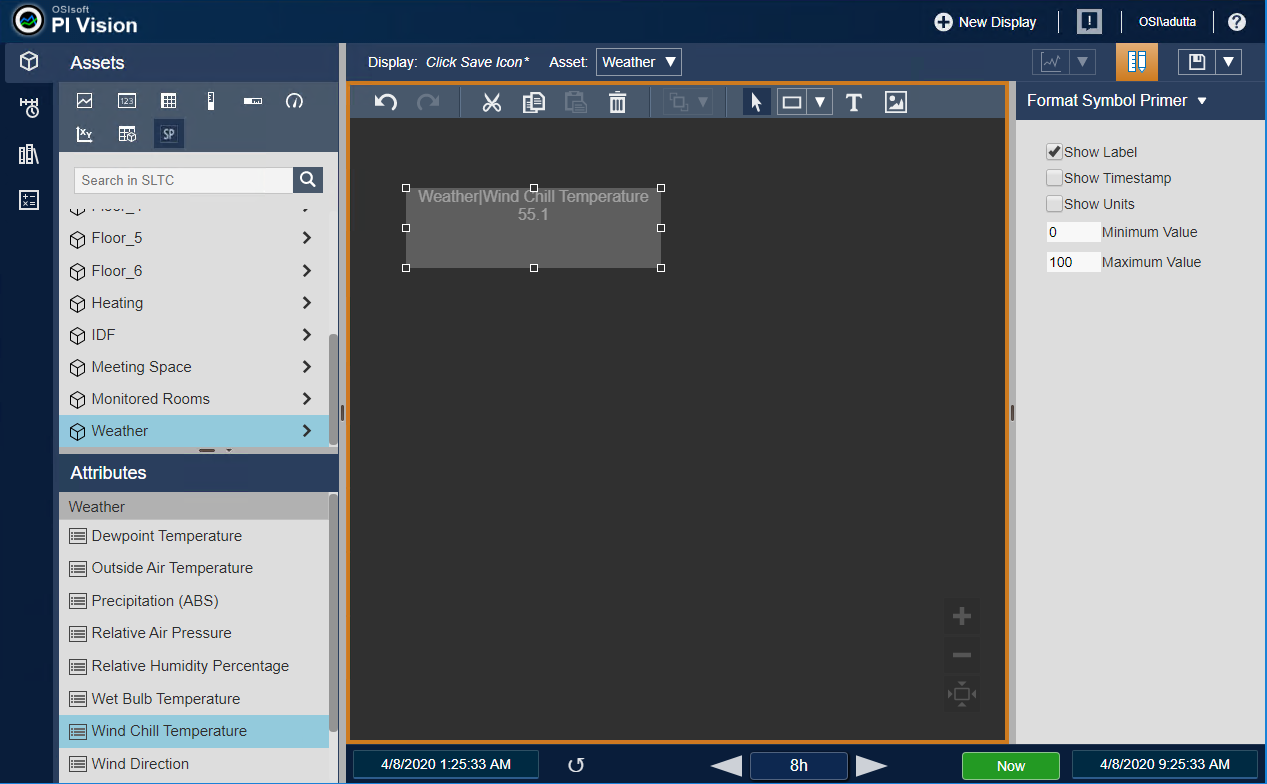 OSIsoft
PI Vision
New Display
OSI\adutta
Assets
Display: Click Save Icon* Asset: Weather
123
XY
SP
Search in SLTC
Floor_5
Floor_6
Heating
IDF
Meeting Space
Monitored Rooms
Weather
Attributes
Weather
Dewpoint Temperature
Outside Air Temperature
Precipitation (ABS)
Relative Air Pressure
Relative Humidity Percentage
Wet Bulb Temperature
Wind Chill Temperature
Wind Direction
T
Weather|Wind Chill Temperature
55.1
Format Symbol Primer
Show Label
Show Timestamp
Show Units
0 Minimum Value
100 Maximum Value
4/8/2020 1:25:33 AM
8h
Now
4/8/2020 9:25:33 AM